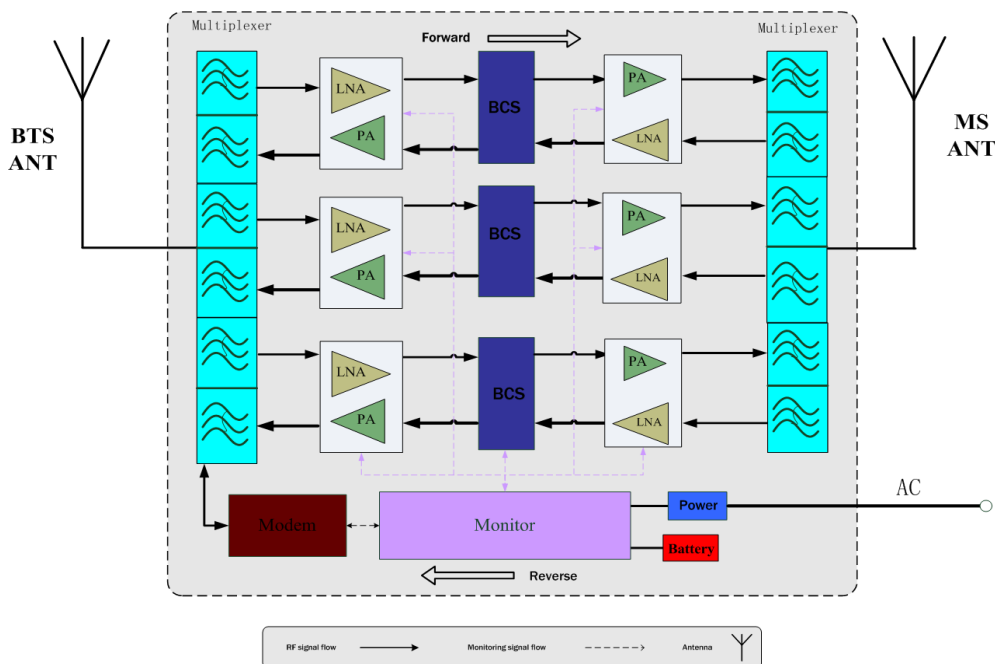 Multiplexer
Multiplexer
Forward
LNA
PA
BCS
PA
LNA
BTS
ANT
MS
ANT
LNA
PA
BCS
PA
LNA
LNA
PA
BCS
PA
LNA
AC
Modem
Monitor
Power
Battery
Reverse
RF signal flow
Monitoring signal flow
Antenna